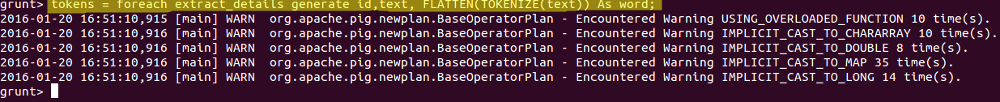 grunt> tokens = foreach extract_details generate id,text, FLATTEN(TOKENIZE(text)) As word;
2016-01-20 16:51:10,915 [main] WARN  org.apache.pig.newplan.BaseOperatorPlan - Encountered Warning USING_OVERLOADED_FUNCTION 10 time(s).
2016-01-20 16:51:10,916 [main] WARN  org.apache.pig.newplan.BaseOperatorPlan - Encountered Warning IMPLICIT_CAST_TO_CHARARRAY 10 time(s).
2016-01-20 16:51:10,916 [main] WARN  org.apache.pig.newplan.BaseOperatorPlan - Encountered Warning IMPLICIT_CAST_TO_DOUBLE 8 time(s).
2016-01-20 16:51:10,916 [main] WARN  org.apache.pig.newplan.BaseOperatorPlan - Encountered Warning IMPLICIT_CAST_TO_MAP 35 time(s).
2016-01-20 16:51:10,916 [main] WARN  org.apache.pig.newplan.BaseOperatorPlan - Encountered Warning IMPLICIT_CAST_TO_LONG 14 time(s).
grunt>